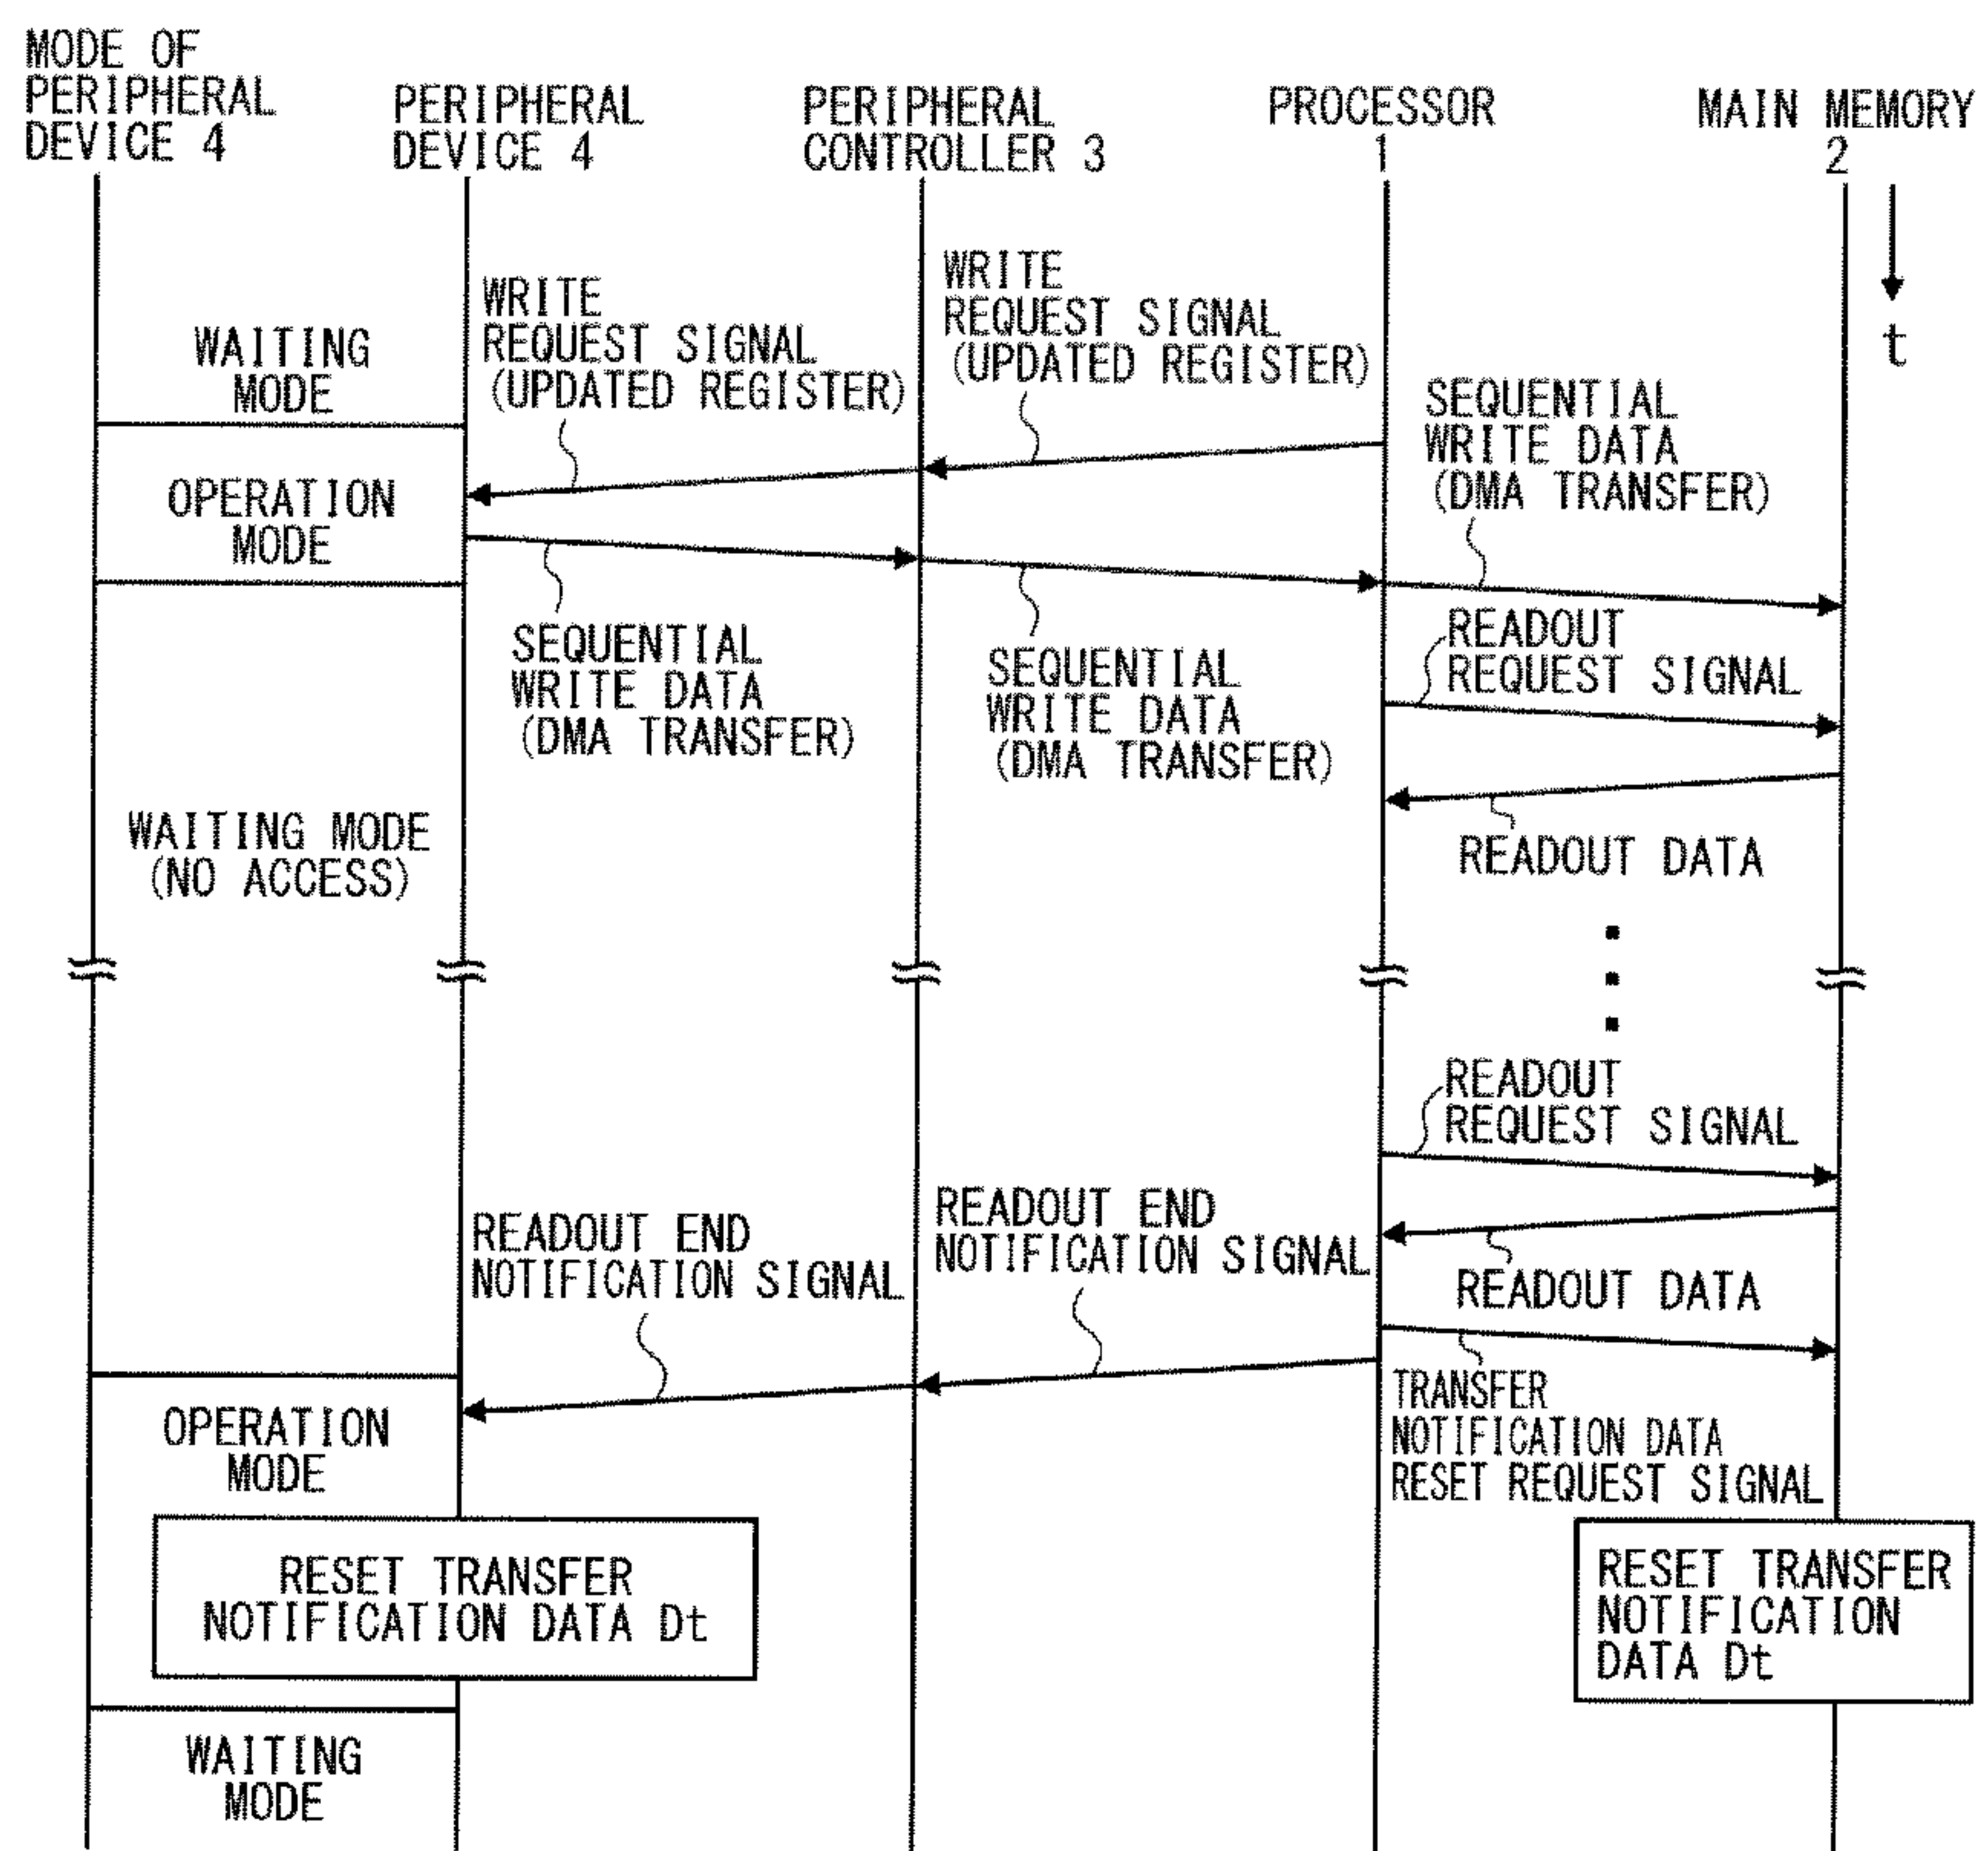 MODE OF
PERIPHERAL
DEVICE 4
PERIPHERAL
DEVICE 4
PERIPHERAL
CONTROLLER 3
PROCESSOR
1
MAIN MEMORY
2
t
WAITING
MODE
WRITE
REQUEST SIGNAL
(UPDATED REGISTER)
WRITE
REQUEST SIGNAL
(UPDATED REGISTER)
SEQUENTIAL
WRITE DATA
(DMA TRANSFER)
OPERATION
MODE
SEQUENTIAL
WRITE DATA
(DMA TRANSFER)
SEQUENTIAL
WRITE DATA
(DMA TRANSFER)
READOUT
REQUEST SIGNAL
READOUT DATA
WAITING MODE
(NO ACCESS)
READOUT
REQUEST SIGNAL
READOUT END
NOTIFICATION SIGNAL
READOUT END
NOTIFICATION SIGNAL
READOUT DATA
TRANSFER
NOTIFICATION DATA
RESET REQUEST SIGNAL
OPERATION
MODE
RESET TRANSFER
NOTIFICATION DATA Dt
RESET TRANSFER
NOTIFICATION
DATA Dt
WAITING
MODE